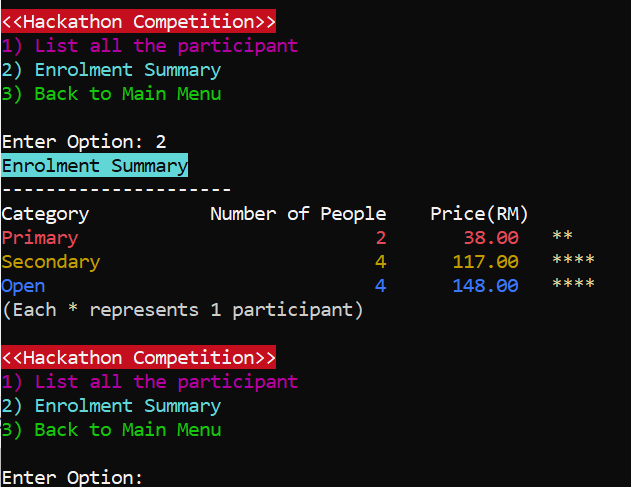 <<Hackathon Competition>>
1) List all the participant
2) Enrolment Summary
3) Back to Main Menu
Enter Option: 2
Enrolment Summary
---------------------
Category           Number of People    Price(RM)
Primary                           2       38.00   **
Secondary                         4      117.00   ****
Open                              4      148.00   ****
(Each * represents 1 participant)
<<Hackathon Competition>>
1) List all the participant
2) Enrolment Summary
3) Back to Main Menu
Enter Option: